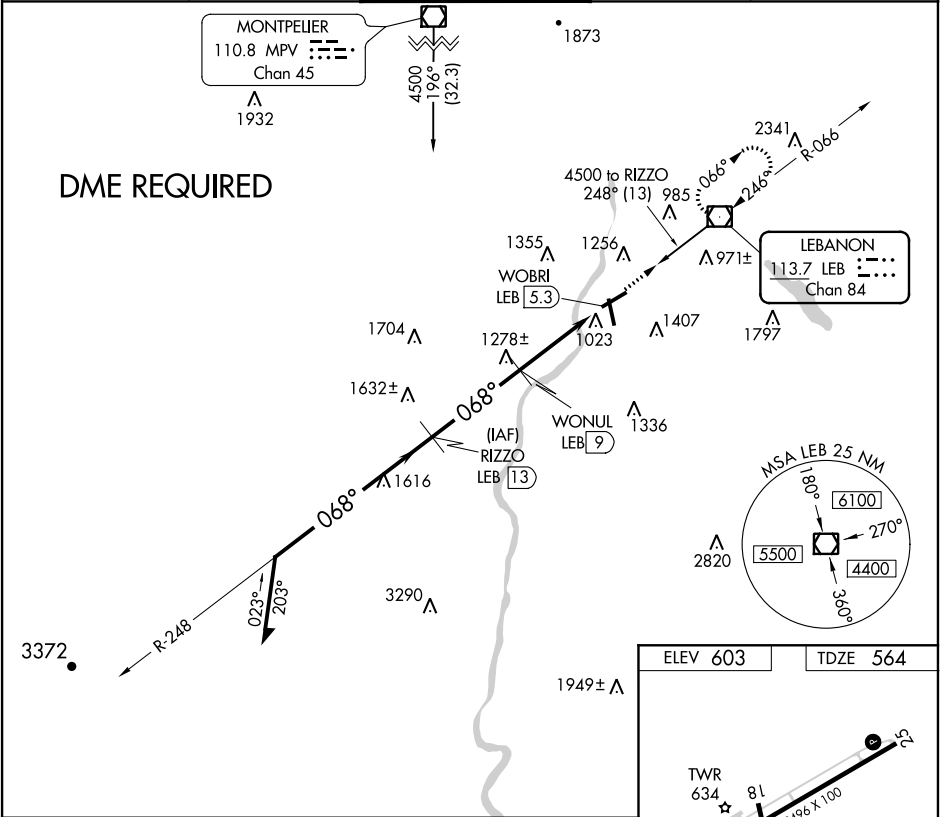 MONTPELIER
110.8 MPV
Chan 45
1932
4500
196°
(32.3)
1873
DME REQUIRED
2341
R-066
066°
246°
4500 to RIZZO
248° (13)
985
1355
1256
971±
LEBANON
113.7 LEB
Chan 84
WOBRI
LEB 5.3
1704
1278±
1023
1407
1797
1632±
068°
(IAF)
RIZZO
LEB 13
WONUL
LEB 9
1336
1616
068°
MSA LEB 25 NM
180°
6100
270°
5500
4400
360°
2820
023°
203°
3290
R-248
3372
1949±
ELEV 603
TDZE 564
25
TWR
634
18
496 X 100